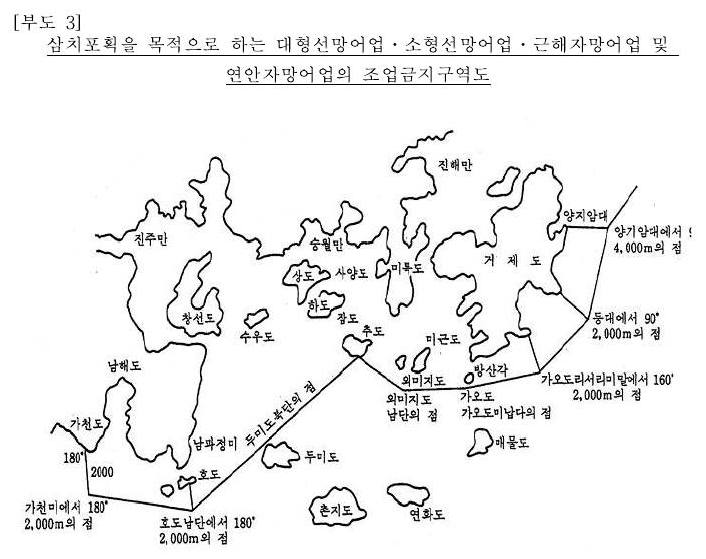 [부도 3]
삼치포획을 목적으로 하는 대형선망어업·소형선망어업·근해자망어업 및
연안자망어업의 조업금지구역도
진해만
양지암대
양기암대에서 9
4,000m의 점
진주만
숭월만
상도
사양도
미륵도
거제도
하도
잠도
창선도
수우도
추도
미근도
등대에서 90°
2,000m의 점
남해도
외미지도
방산각
가오도리서리미말에서 160°
2,000m의 점
외미지도
남단의 점
가오도
가오도미납다의 점
가천도
남파정미
두미도북단의 점
매물도
180°
2000
호도
두미도
가천미에서 180°
2,000m의 점
호도남단에서 180°
2,000m의 점
촌지도
연화도